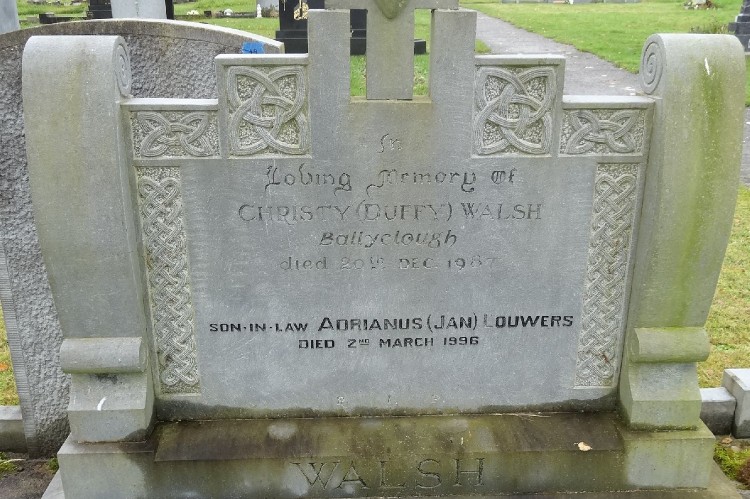 In
Loving Memory Of
CHRISTY (DUFFY) WALSH
Ballyclough
died 20th DEC. 1987
SON-IN-LAW ADRIANUS (JAN) LOUWERS
DIED 2ND MARCH 1996
R. I. P.
WALSH